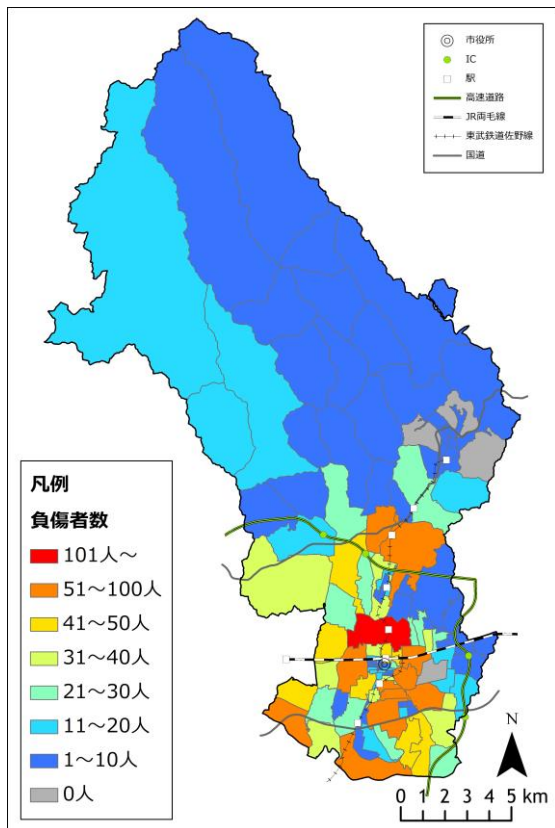 市役所
IC
駅
高速道路
JR両毛線
東武鉄道佐野線
国道
凡例
負傷者数
101人～
51～100人
41～50人
31～40人
21～30人
11～20人
1～10人
0人
N
0 1 2 3 4 5 km